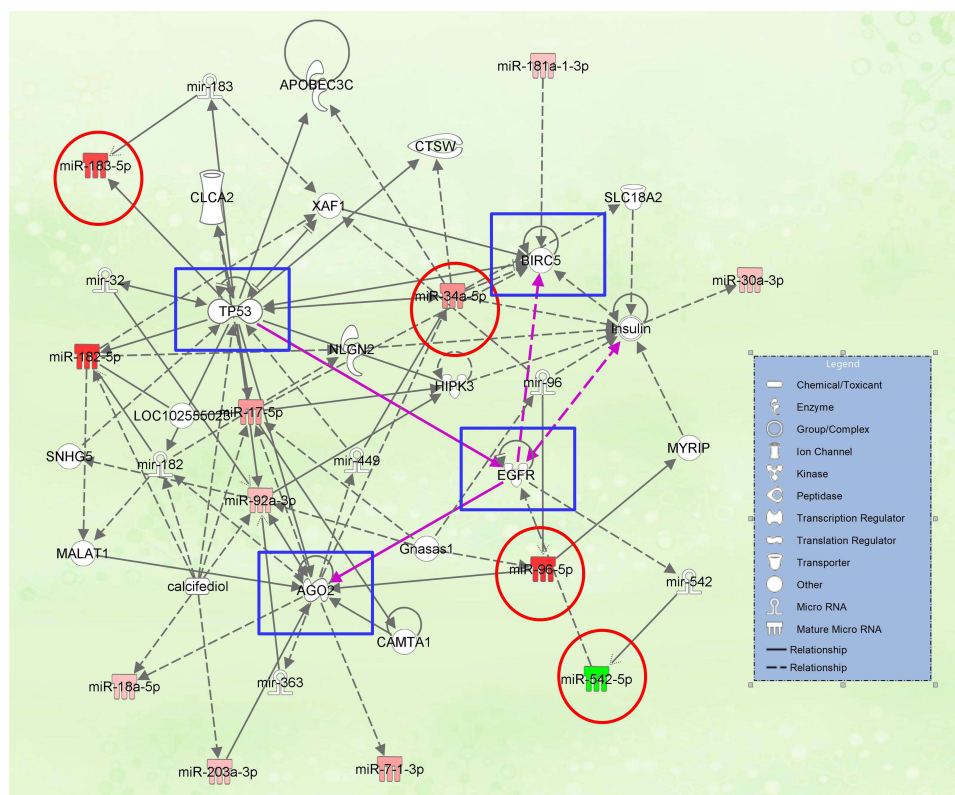 miR-181a-1-3p
mir-183
APOBEC3C
CTSW
miR-183-5p
CLCA2
XAF1
SLC18A2
BIRC5
mir-32
miR-34a-5p
miR-30a-3p
TP53
Insulin
miR-182-5p
NLGN2
HIPK3
mir-96
LOC102555023
miR-17-5p
MYRIP
SNHG5
mir-182
mir-449
EGFR
miR-92a-3p
MALAT1
Gnasas1
miR-96-5p
mir-542
calcifediol
AGO2
CAMTA1
miR-18a-5p
mir-363
miR-542-5p
miR-203a-3p
miR-7-1-3p
Legend
Chemical/Toxicant
Enzyme
Group/Complex
Ion Channel
Kinase
Peptidase
Transcription Regulator
Translation Regulator
Transporter
Other
Micro RNA
Mature Micro RNA
Relationship
Relationship